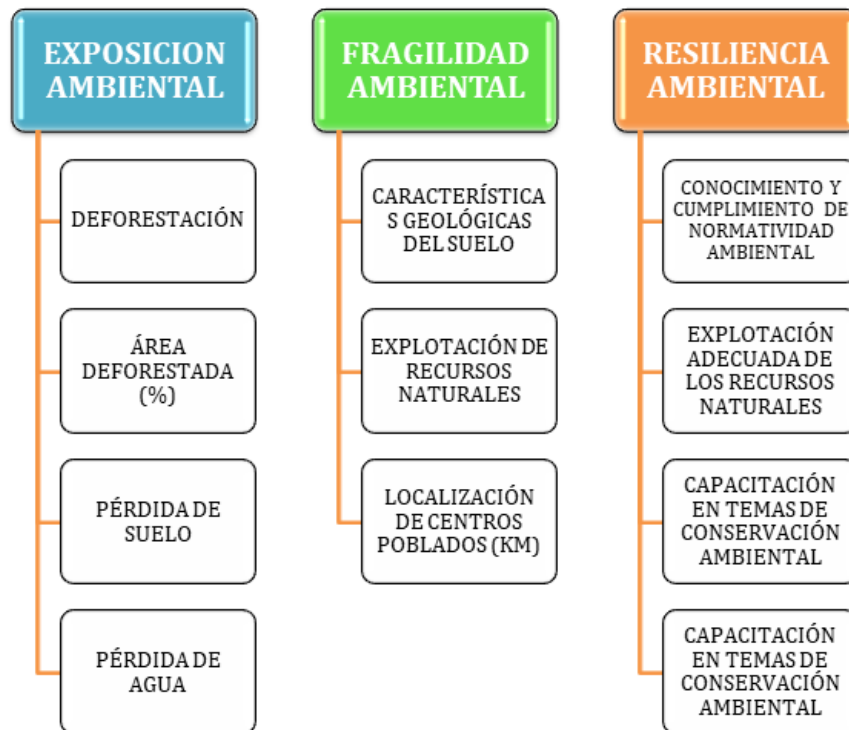 EXPOSICION
AMBIENTAL
DEFORESTACIÓN
ÁREA
DEFORESTADA
(%)
PÉRDIDA DE
SUELO
PÉRDIDA DE
AGUA
FRAGILIDAD
AMBIENTAL
CARACTERÍSTICA
S GEOLÓGICAS
DEL SUELO
EXPLOTACIÓN DE
RECURSOS
NATURALES
LOCALIZACIÓN
DE CENTROS
POBLADOS (KM)
RESILIENCIA
AMBIENTAL
CONOCIMIENTO Y
CUMPLIMIENTO DE
NORMATIVIDAD
AMBIENTAL
EXPLOTACIÓN
ADECUADA DE
LOS RECURSOS
NATURALES
CAPACITACIÓN
EN TEMAS DE
CONSERVACIÓN
AMBIENTAL
CAPACITACIÓN
EN TEMAS DE
CONSERVACIÓN
AMBIENTAL